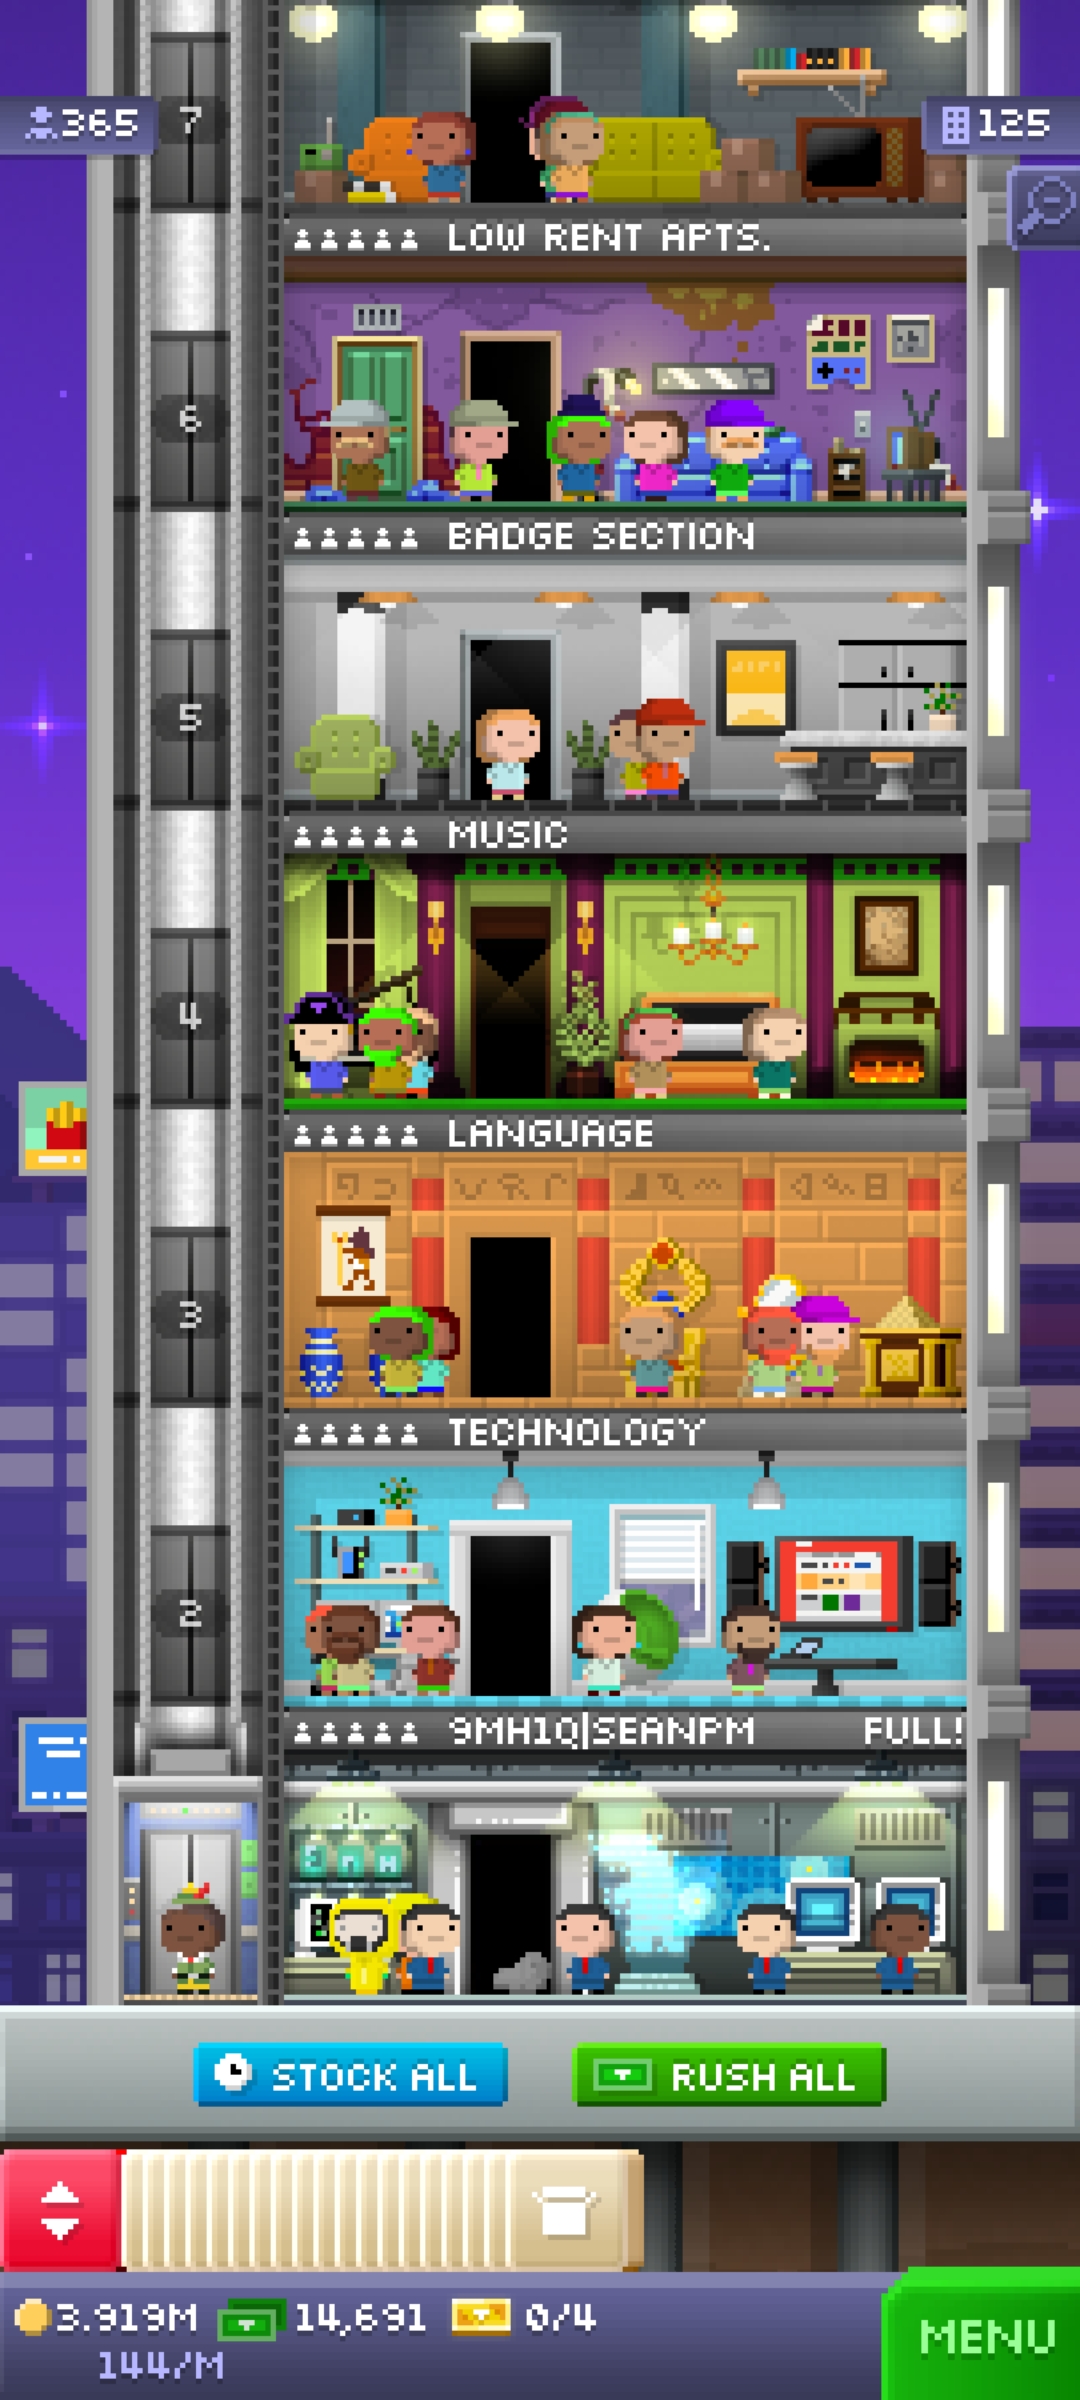 365
7
125
LOW RENT APTS.
6
BADGE SECTION
5
MUSIC
4
LANGUAGE
3
TECHNOLOGY
2
9MH1Q|SEANPM FULL!
STOCK ALL
RUSH ALL
3.919M
14,691
0/4
144/M
MENU